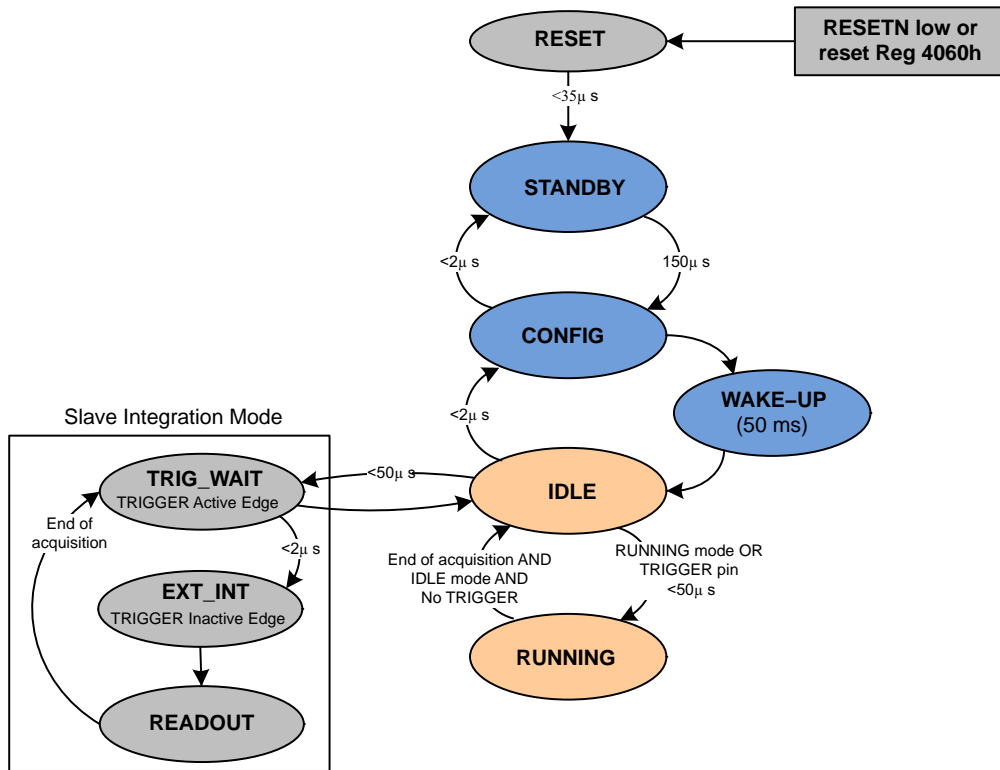 RESET
RESETN low or
reset Reg 4060h
<35μ s
STANDBY
<2μ s
150μ s
CONFIG
WAKE−UP
(50 ms)
<2μ s
Slave Integration Mode
TRIG_WAIT
TRIGGER Active Edge
<50μ s
IDLE
End of
acquisition
<2μ s
EXT_INT
TRIGGER Inactive Edge
READOUT
End of acquisition AND
IDLE mode AND
No TRIGGER
RUNNING mode OR
TRIGGER pin
<50μ s
RUNNING